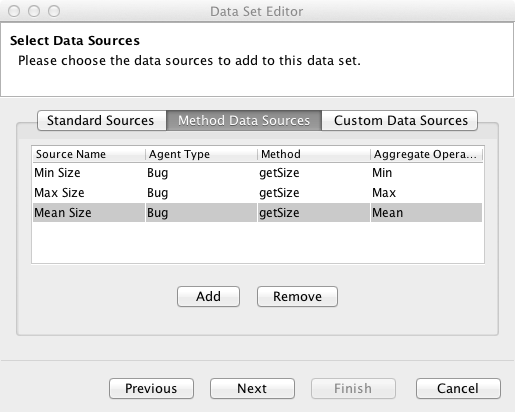 Data Set Editor
Select Data Sources
Please choose the data sources to add to this data set.
Standard Sources Method Data Sources Custom Data Sources
Source Name Agent Type Method Aggregate Opera...
Min Size Bug getSize Min
Max Size Bug getSize Max
Mean Size Bug getSize Mean
Add Remove
Previous Next Finish Cancel